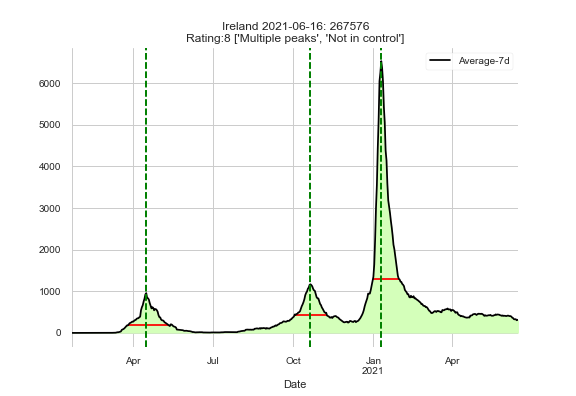 Ireland 2021-06-16: 267576
Rating:8 ['Multiple peaks', 'Not in control']
Average-7d
6000
5000
4000
3000
2000
1000
0
Apr Jul Oct Jan Apr
2021
Date